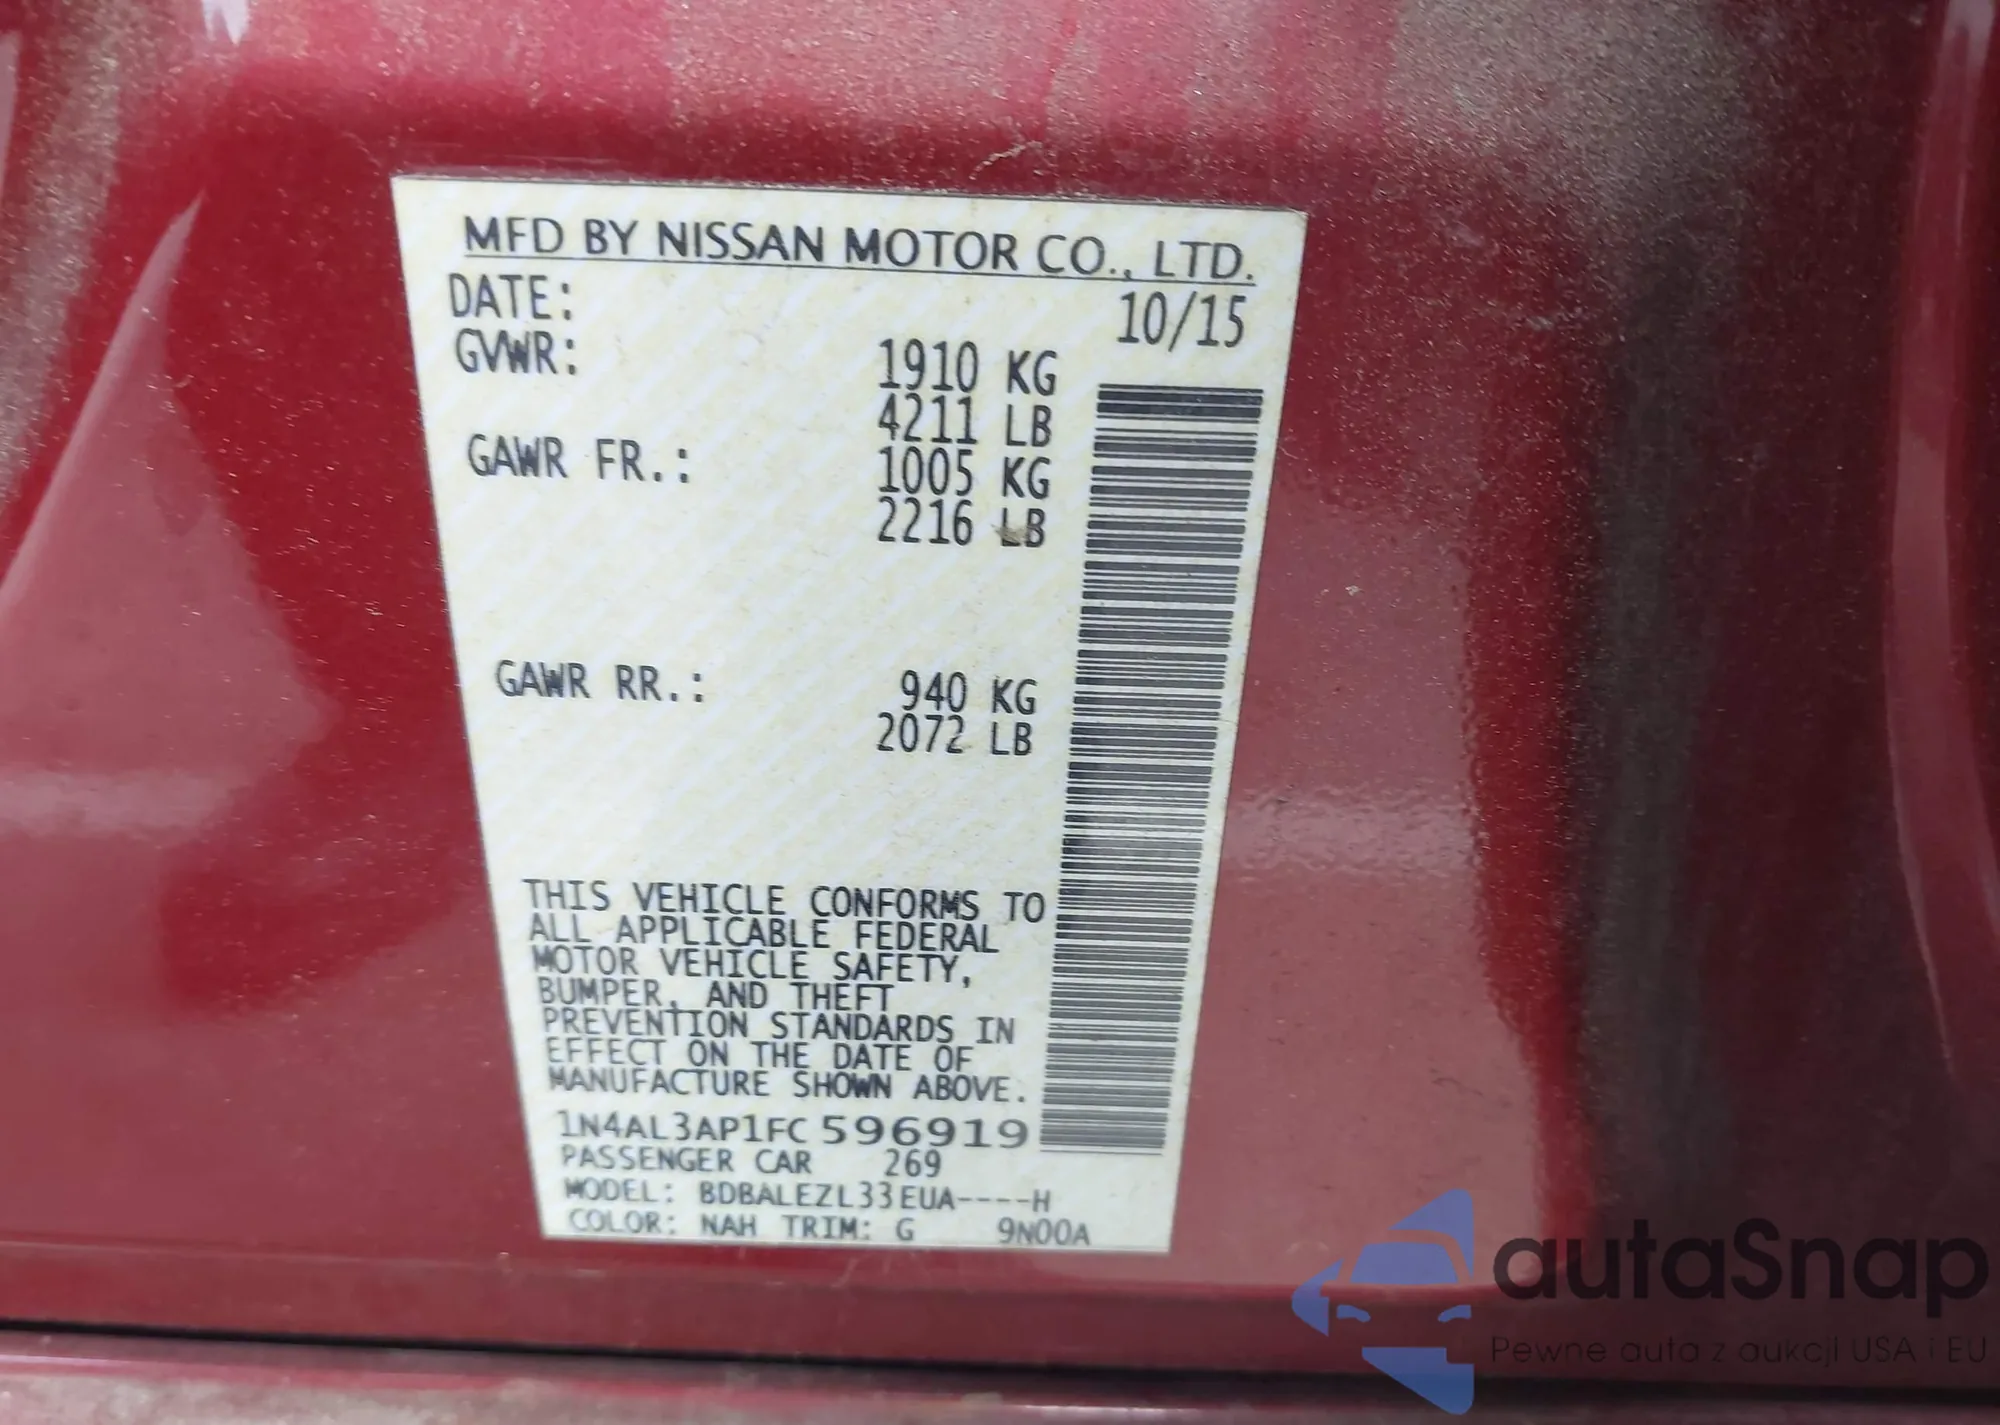 MFD BY NISSAN MOTOR CO., LTD.
DATE: 10/15
GVWR: 1910 KG
4211 LB
GAWR FR.: 1005 KG
2216 LB
GAWR RR.: 940 KG
2072 LB
THIS VEHICLE CONFORMS TO
ALL APPLICABLE FEDERAL
MOTOR VEHICLE SAFETY,
BUMPER, AND THEFT
PREVENTION STANDARDS IN
EFFECT ON THE DATE OF
MANUFACTURE SHOWN ABOVE.
1N4AL3AP1FC596919
PASSENGER CAR 269
MODEL: BDBALEZL33EUA----H
COLOR: NAH TRIM: G 9N00A
autaSnap
Pewne auta z aukcji USA i EU